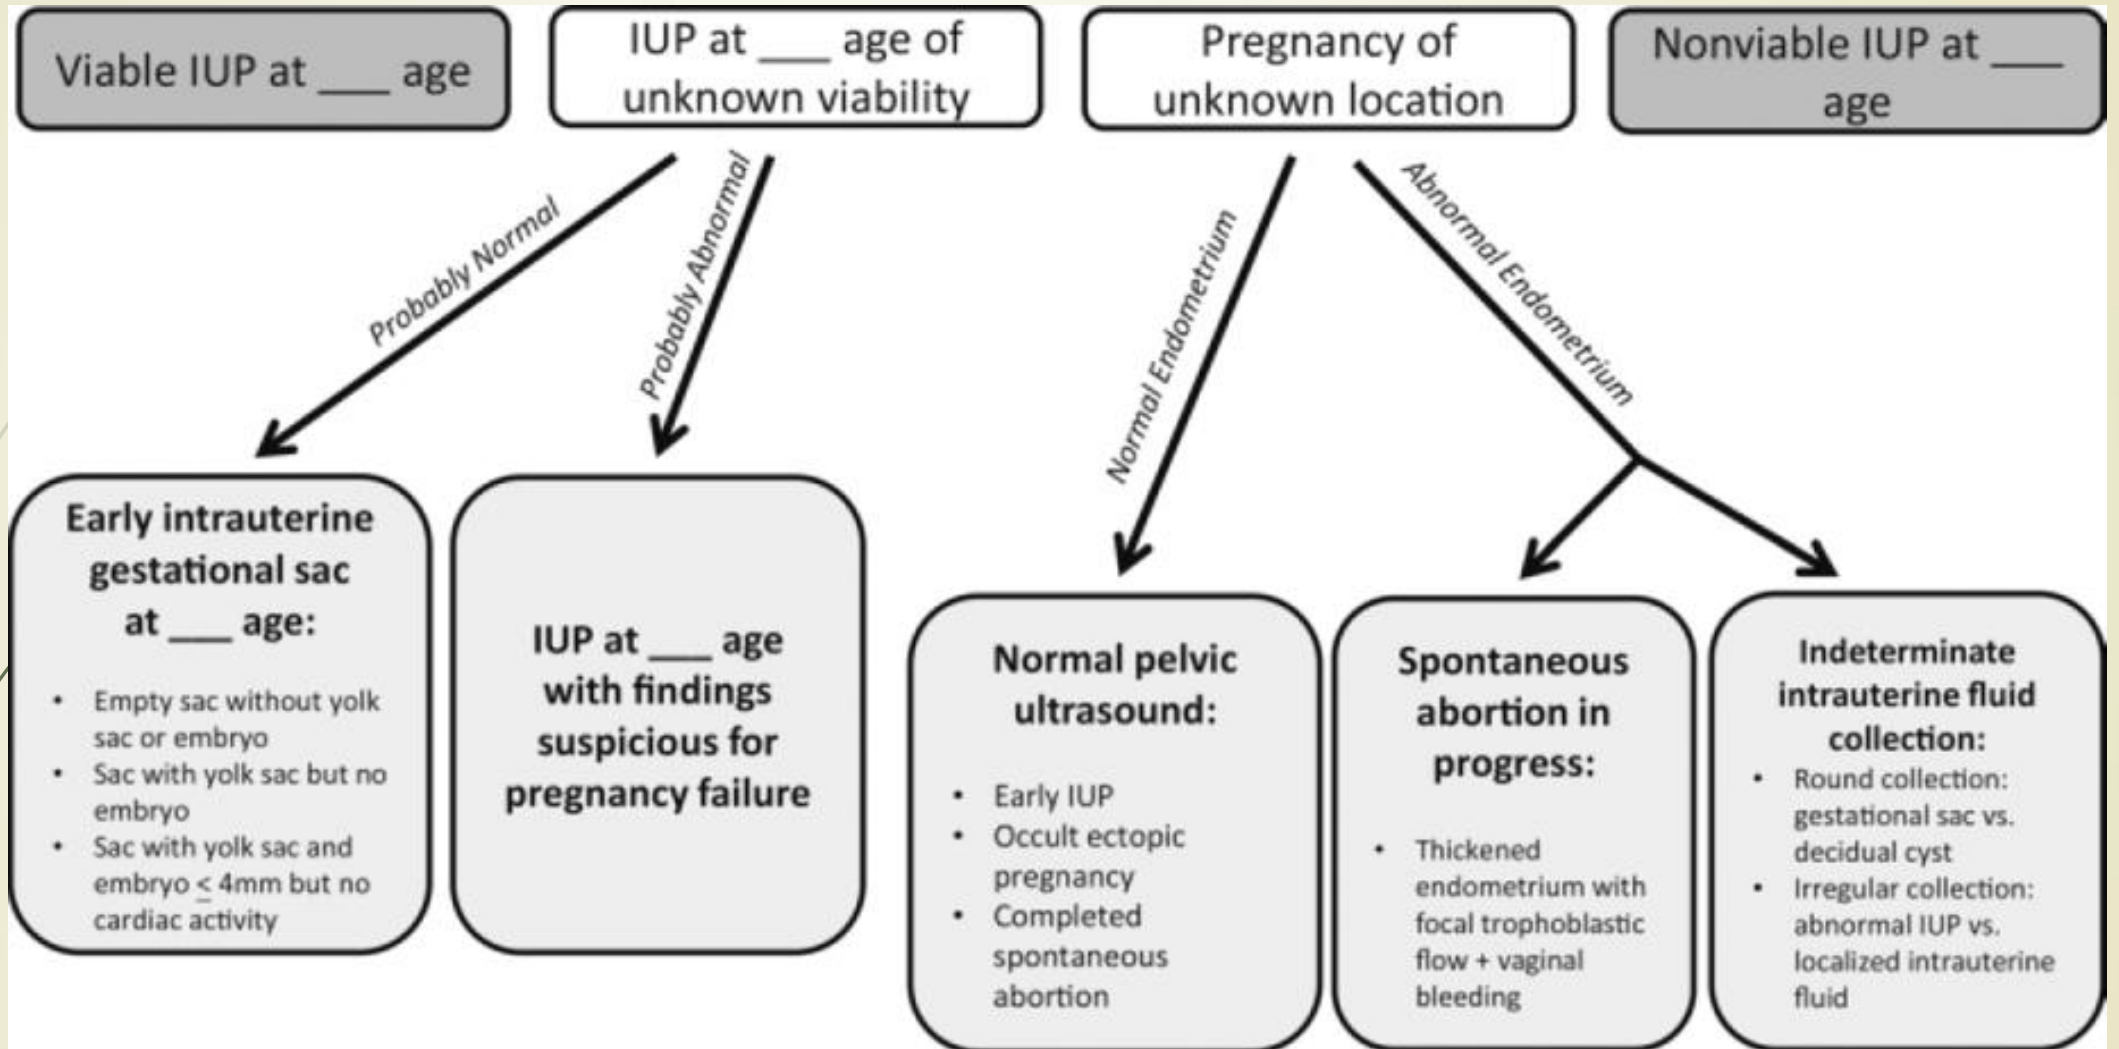 Viable IUP at ___ age
IUP at ___ age of
unknown viability
Pregnancy of
unknown location
Nonviable IUP at ___
age
Probably Normal
Probably Abnormal
Normal Endometrium
Abnormal Endometrium
Early intrauterine
gestational sac
at ___ age:
• Empty sac without yolk
sac or embryo
• Sac with yolk sac but no
embryo
• Sac with yolk sac and
embryo ≤ 4mm but no
cardiac activity
IUP at ___ age
with findings
suspicious for
pregnancy failure
Normal pelvic
ultrasound:
• Early IUP
• Occult ectopic
pregnancy
• Completed
spontaneous
abortion
Spontaneous
abortion in
progress:
• Thickened
endometrium with
focal trophoblastic
flow + vaginal
bleeding
Indeterminate
intrauterine fluid
collection:
• Round collection:
gestational sac vs.
decidual cyst
• Irregular collection:
abnormal IUP vs.
localized intrauterine
fluid